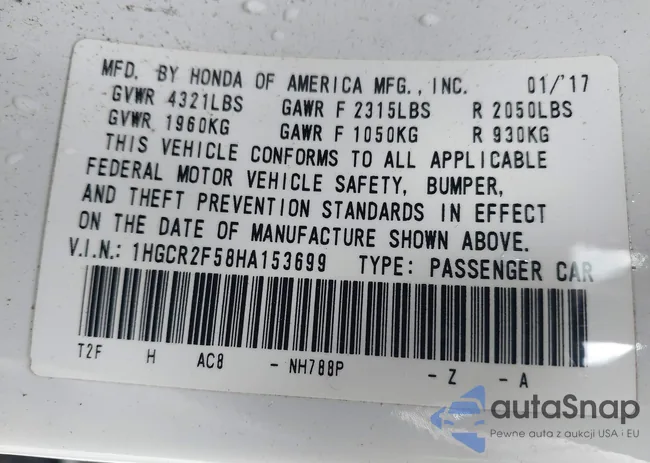 MFD. BY HONDA OF AMERICA MFG., INC. 01/'17
GVWR 4321LBS GAWR F 2315LBS R 2050LBS
GVWR 1960KG GAWR F 1050KG R 930KG
THIS VEHICLE CONFORMS TO ALL APPLICABLE
FEDERAL MOTOR VEHICLE SAFETY, BUMPER,
AND THEFT PREVENTION STANDARDS IN EFFECT
ON THE DATE OF MANUFACTURE SHOWN ABOVE.
V.I.N.: 1HGCR2F58HA153699 TYPE: PASSENGER CAR
T2F H AC8 - NH788P - Z - A
autaSnap
Pewne auta z aukcji USA i EU